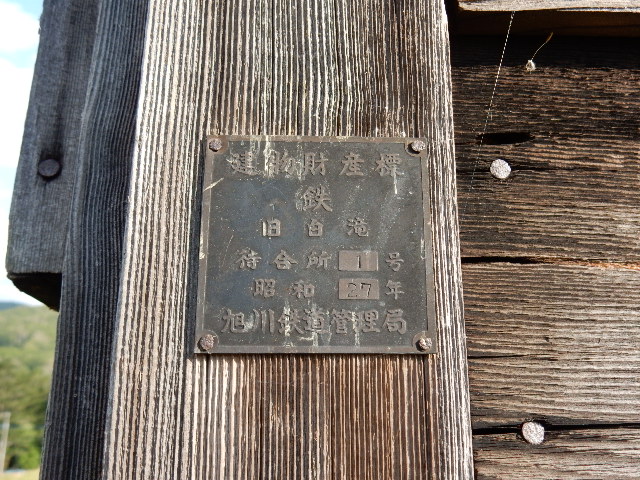 建物財産標
鉄
旧白滝
待合所 1 号
昭和 27 年
旭川鉄道管理局